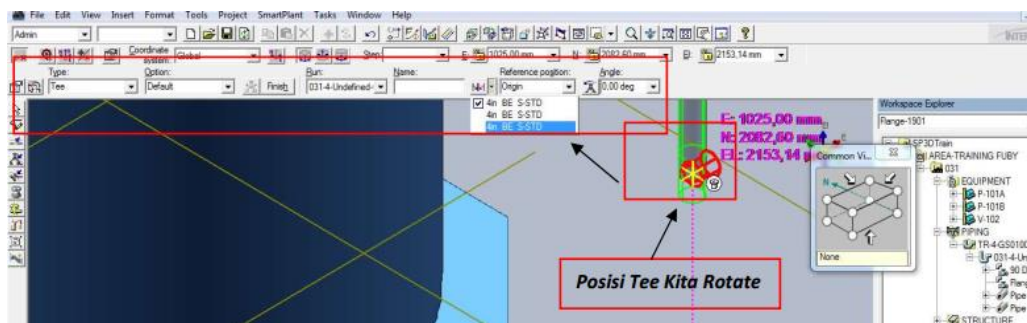 File Edit View Insert Format Tools Project SmartPlant Tasks Window Help
Admin
Coordinate system: Global Step: E: 1025,00 mm N: 2082,60 mm El: 2153,14 mm
Type: Option: Run: Name: Reference position: Angle:
Tee Default Finish 031-4-Undefined- Origin 0,00 deg
4in BE S-STD
4in BE S-STD
4in BE S-STD
E: 1025,00 mm
N: 2082,60 mm
EL: 2153,14
Common Vi...
N
None
Posisi Tee Kita Rotate
Workspace Explorer
Flange-1901
SP3DTrain
AREA-TRAINING FUBY
031
EQUIPMENT
P-101A
P-101B
V-102
PIPING
TR-4-GS0100
031-4-Un
90 D
Flang
Pipe
Pipe
STRUCTURE